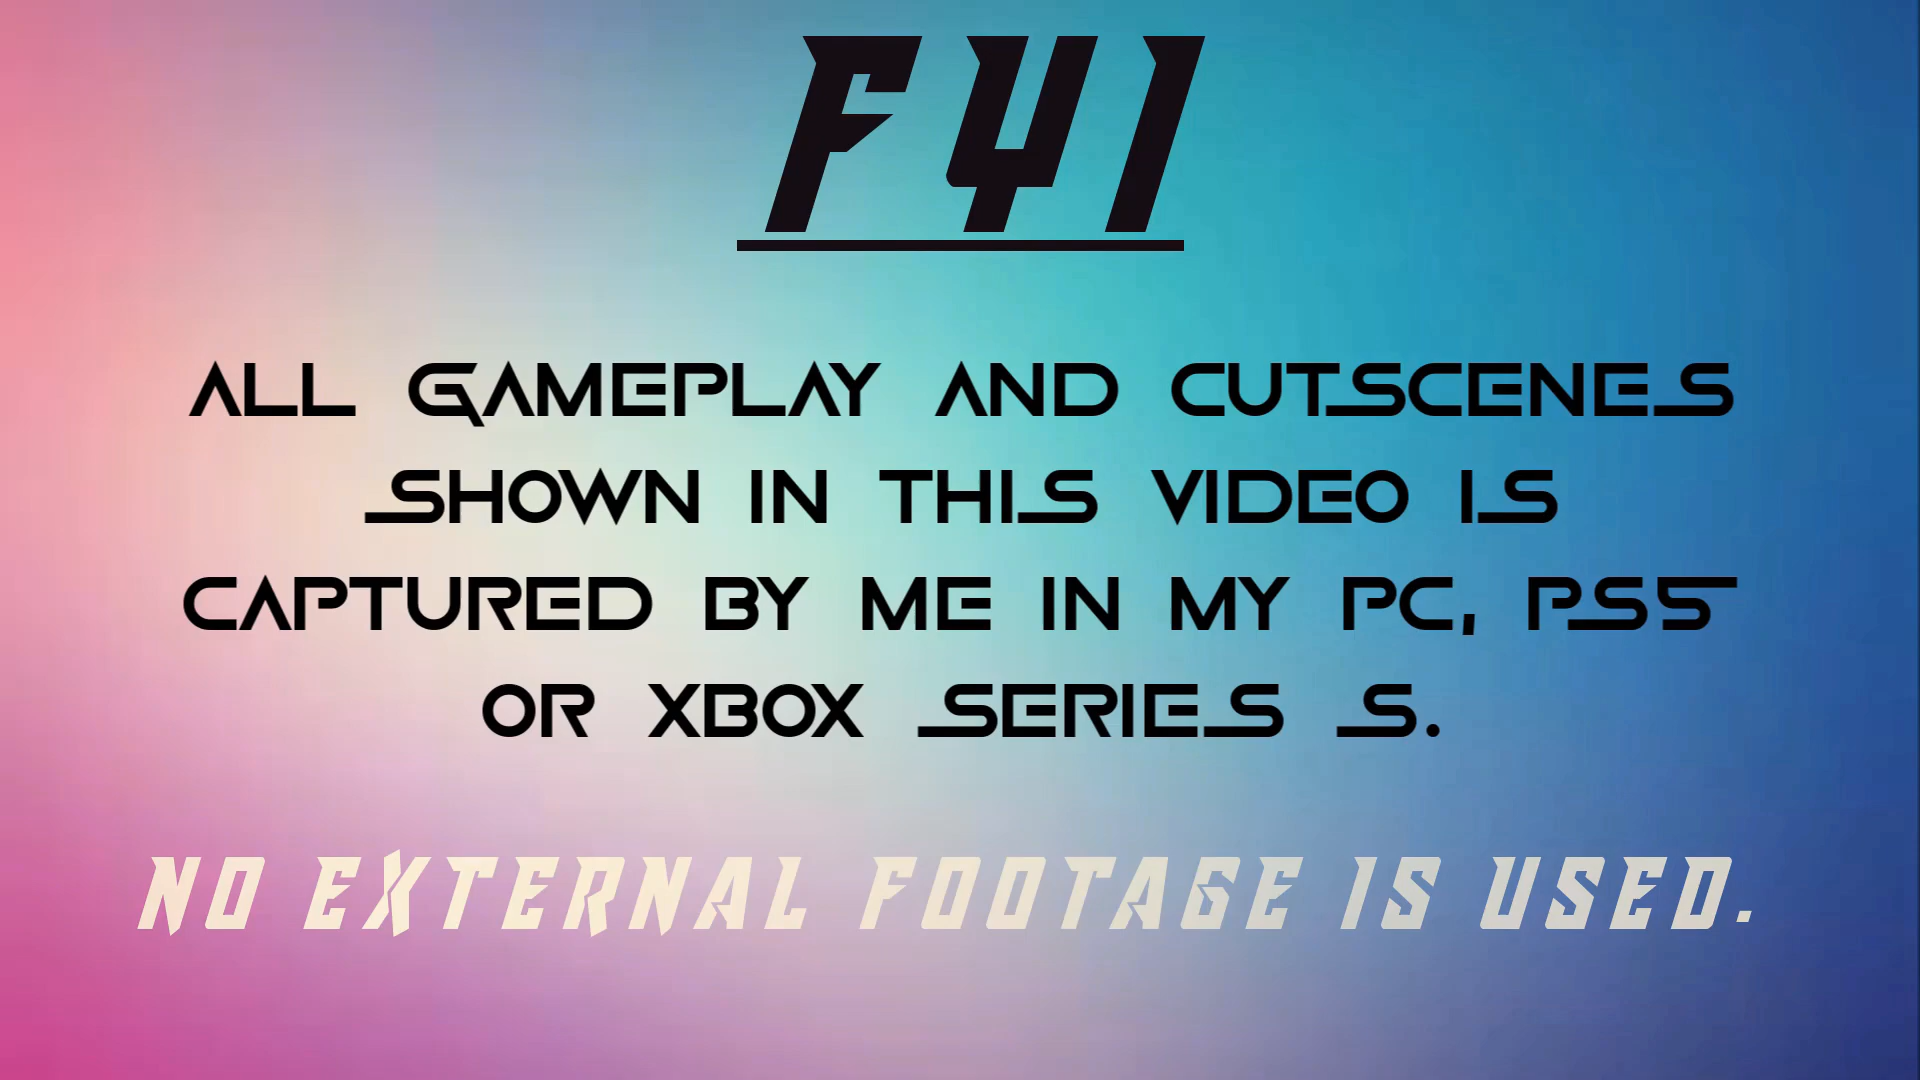 FYI
ALL GAMEPLAY AND CUTSCENES
SHOWN IN THIS VIDEO IS
CAPTURED BY ME IN MY PC, PS5
OR XBOX SERIES S.
NO EXTERNAL FOOTAGE IS USED.